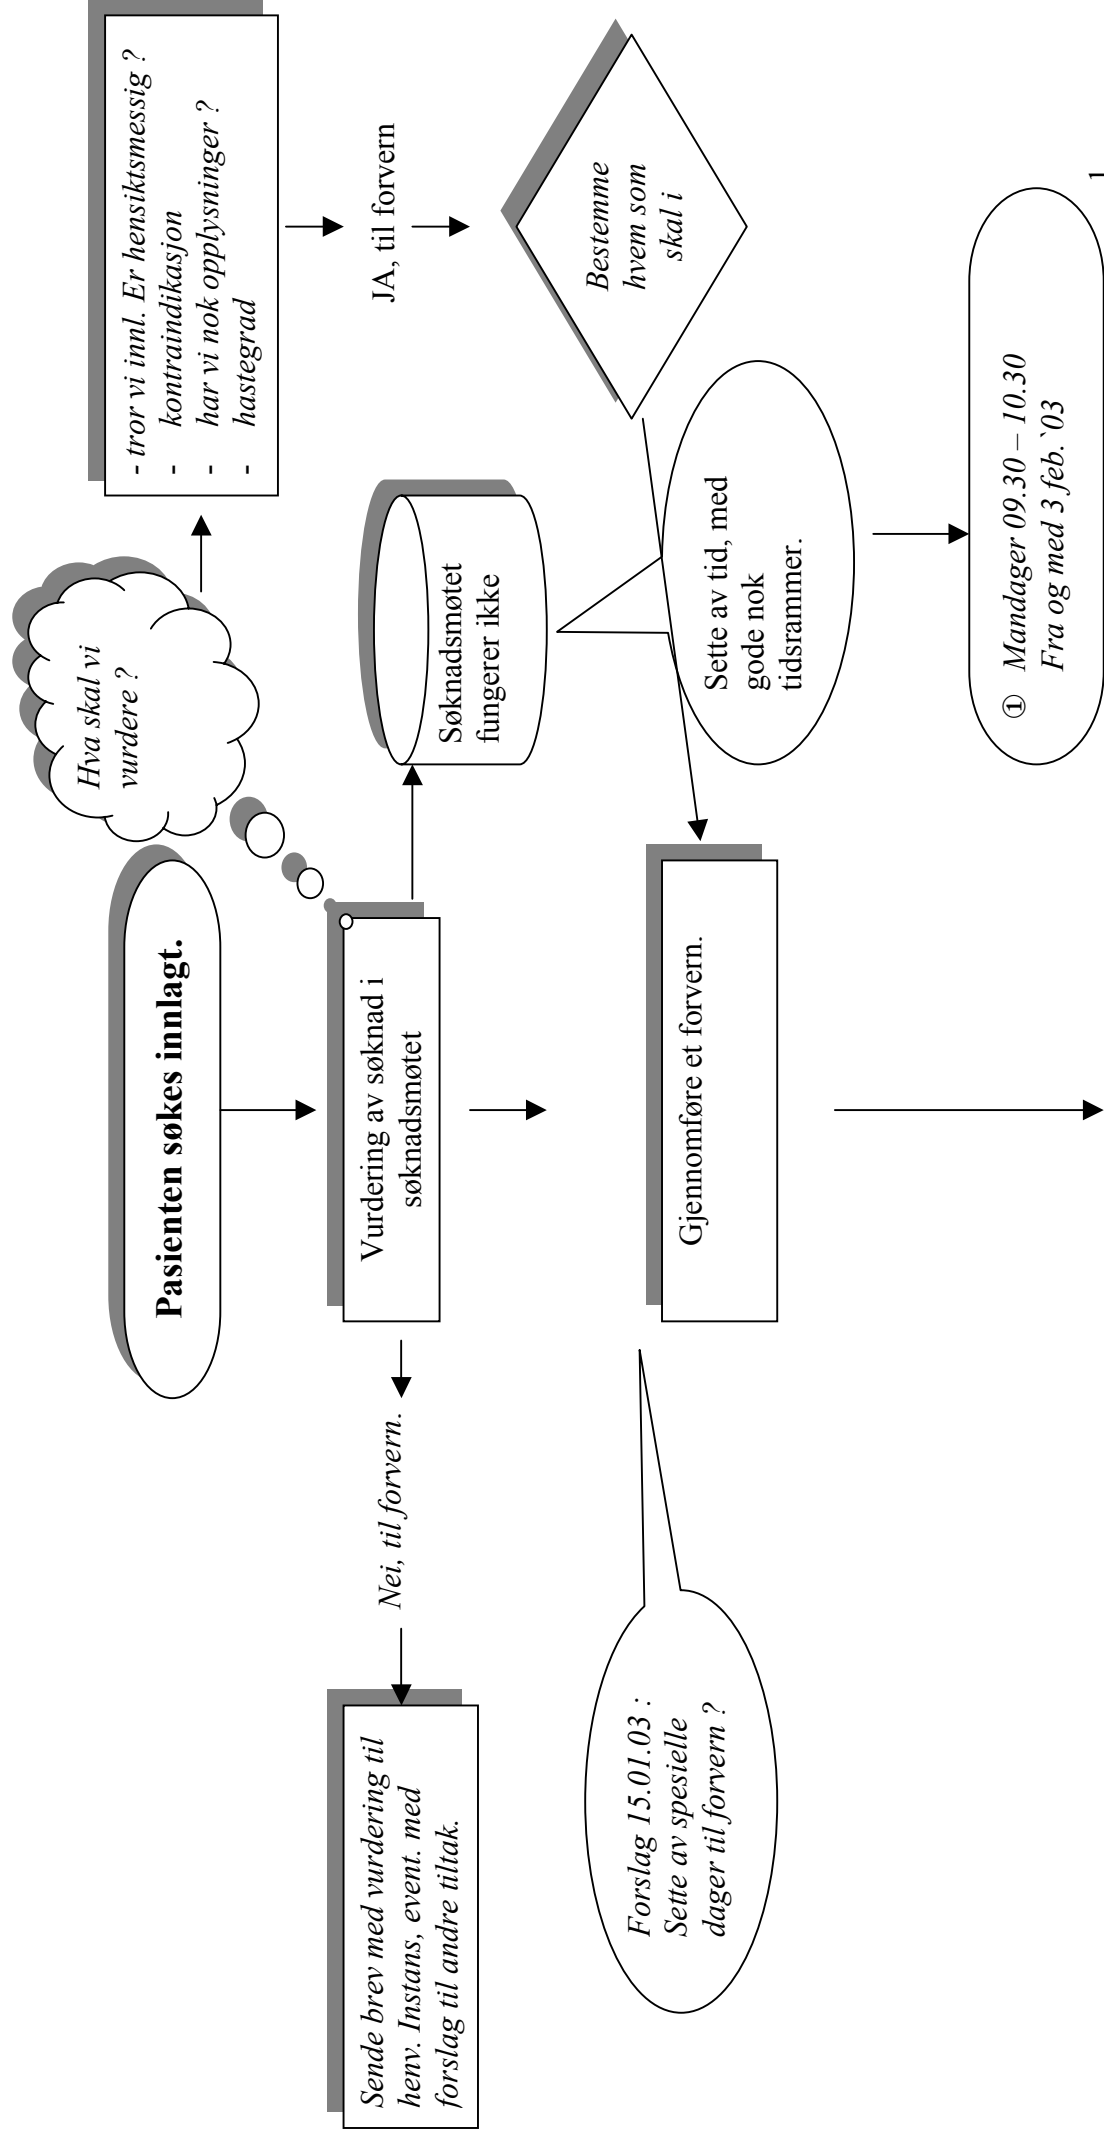 Pasienten søkes innlagt.
Hva skal vi
vurdere ?
- tror vi innl. Er hensiktsmessig ?
- kontraindikasjon
- har vi nok opplysninger ?
- hastegrad
JA, til forvern
Bestemme
hvem som
skal i
Vurdering av søknad i
søknadsmøtet
Søknadsmøtet
fungerer ikke
Sette av tid, med
gode nok
tidsrammer.
① Mandager 09.30 – 10.30
Fra og med 3 feb.`03
Nei, til forvern.
Sende brev med vurdering til
henv. Instans, event. med
forslag til andre tiltak.
Gjennomføre et forvern.
Forslag 15.01.03 :
Sette av spesielle
dager til forvern ?
1